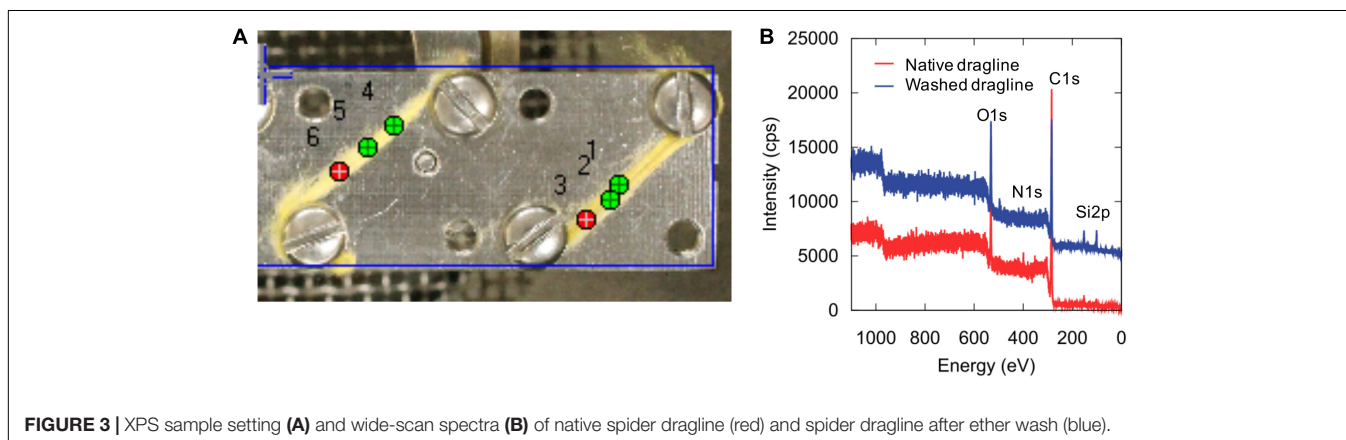 A
4
5
6
1
2
3
B
25000
20000
15000
10000
5000
0
Intensity (cps)
Native dragline
Washed dragline
C1s
O1s
N1s
Si2p
1000 800 600 400 200 0
Energy (eV)
FIGURE 3 | XPS sample setting (A) and wide-scan spectra (B) of native spider dragline (red) and spider dragline after ether wash (blue).